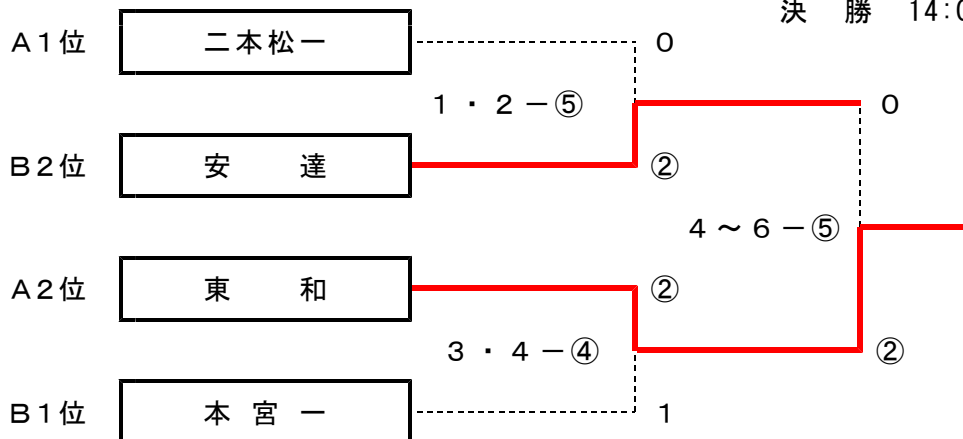 決 勝 14:0
A1位 二本松一 0
1・2－⑤ 0
B2位 安 達 ②
4～6－⑤
A2位 東 和 ②
3・4－④ ②
B1位 本宮一 1